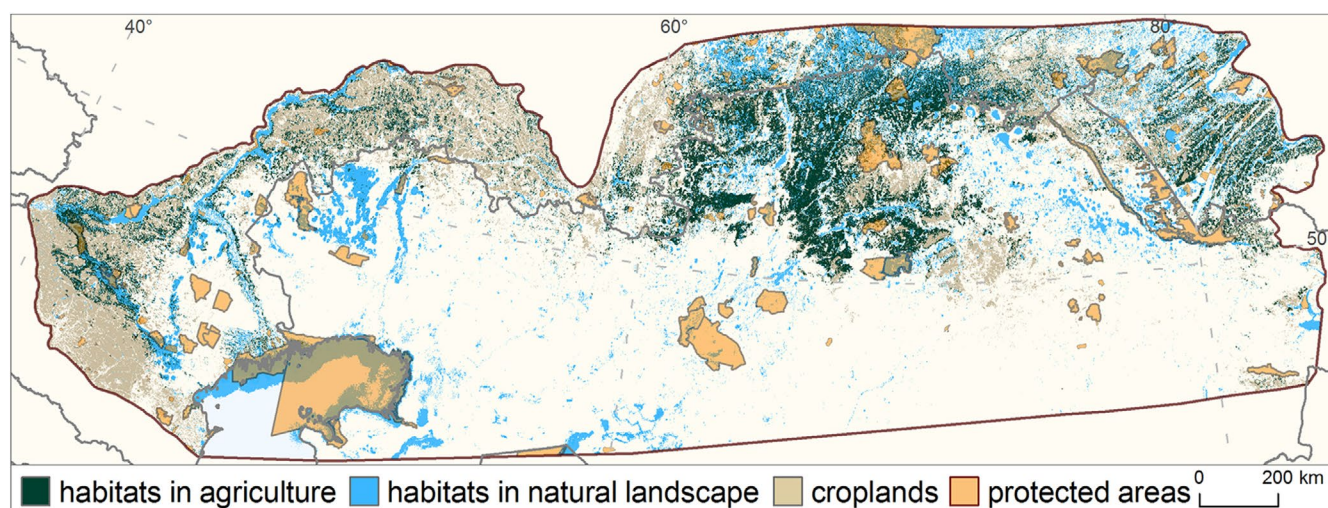 40° 60° 80°
50°
habitats in agriculture habitats in natural landscape croplands protected areas 0 200 km